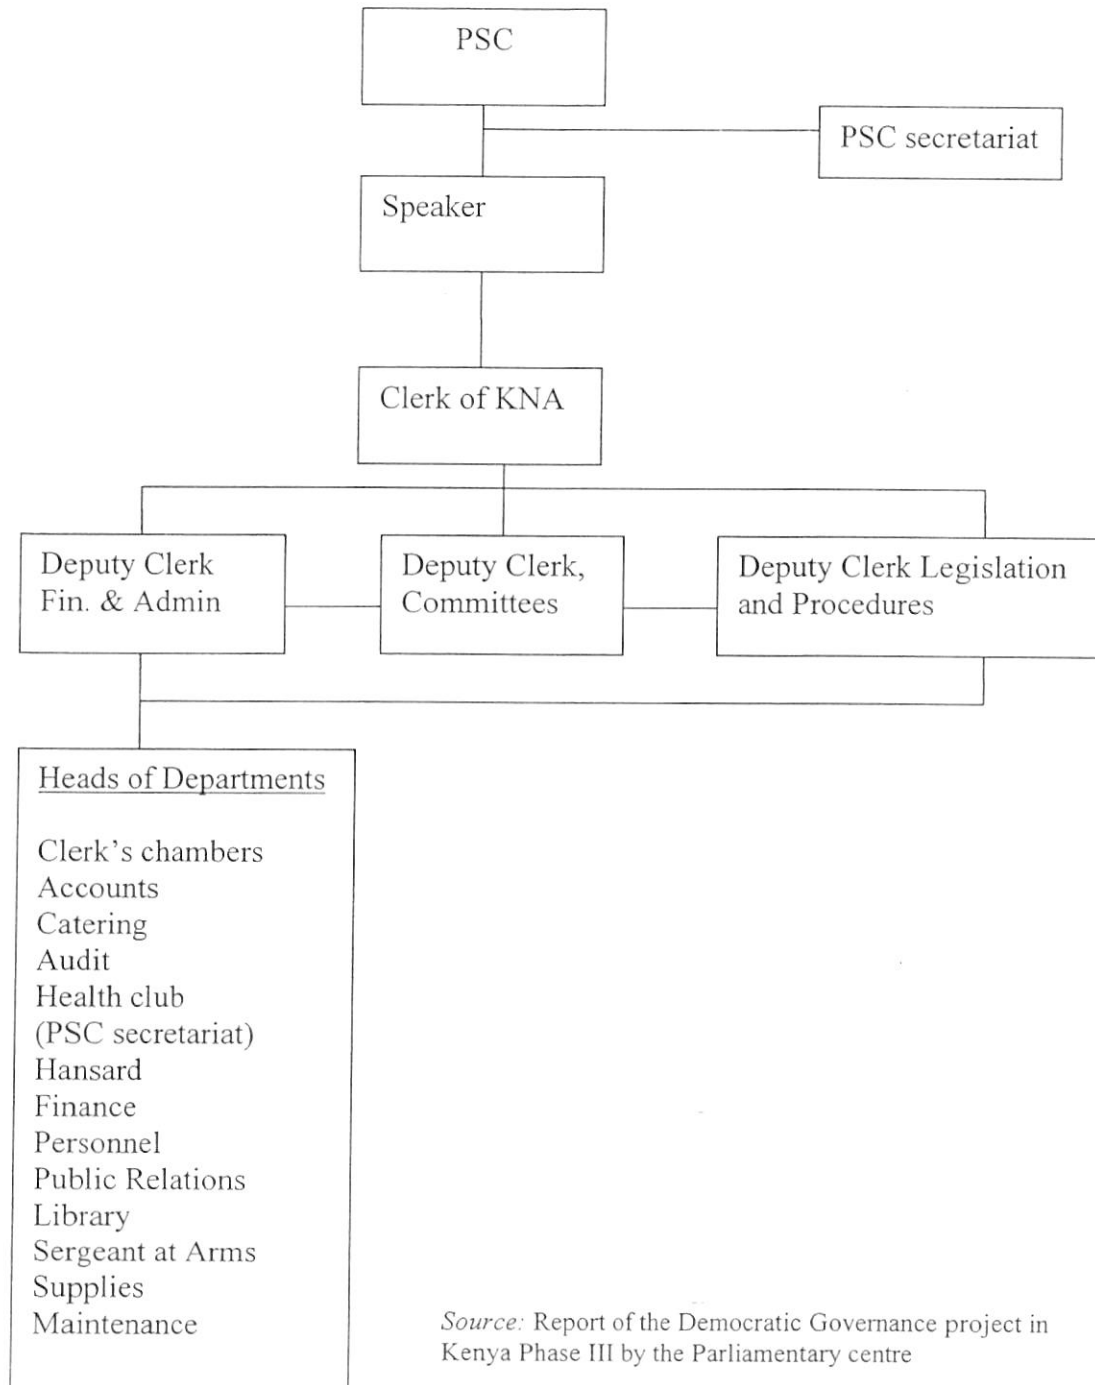 PSC
PSC secretariat
Speaker
Clerk of KNA
Deputy Clerk
Fin. & Admin
Deputy Clerk,
Committees
Deputy Clerk Legislation
and Procedures
Heads of Departments
Clerk's chambers
Accounts
Catering
Audit
Health club
(PSC secretariat)
Hansard
Finance
Personnel
Public Relations
Library
Sergeant at Arms
Supplies
Maintenance
Source: Report of the Democratic Governance project in
Kenya Phase III by the Parliamentary centre